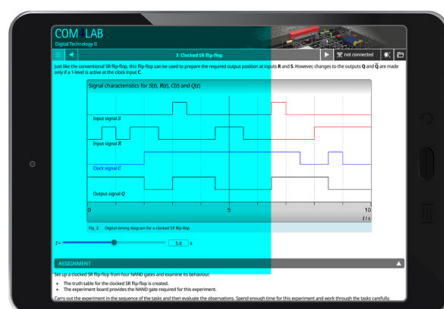 COM LAB
Digital Technology II
3: Clocked SR flip-flop
not connected
Just like the conventional SR flip-flop, this flip-flop can be used to prepare the required output position at inputs R and S. However, changes to the outputs Q and Q̅ are made
only if a 1-level is active at the clock input C.
Signal characteristics for S(t), R(t), C(t) and Q(t)
Input signal S
Input signal R
Clock signal C
Output signal Q
0 5 10
t / s
Fig. 2 Digital timing diagram for a clocked SR flip-flop
t = 5.0 s
ASSIGNMENT
Set up a clocked SR flip-flop from four NAND gates and examine its behaviour.
• The truth table for the clocked SR flip-flop is created.
• The experiment board provides the NAND gate required for this experiment.
Carry out the experiment in the sequence of the tasks and then evaluate the observations. Spend enough time for this experiment and work through the tasks carefully.